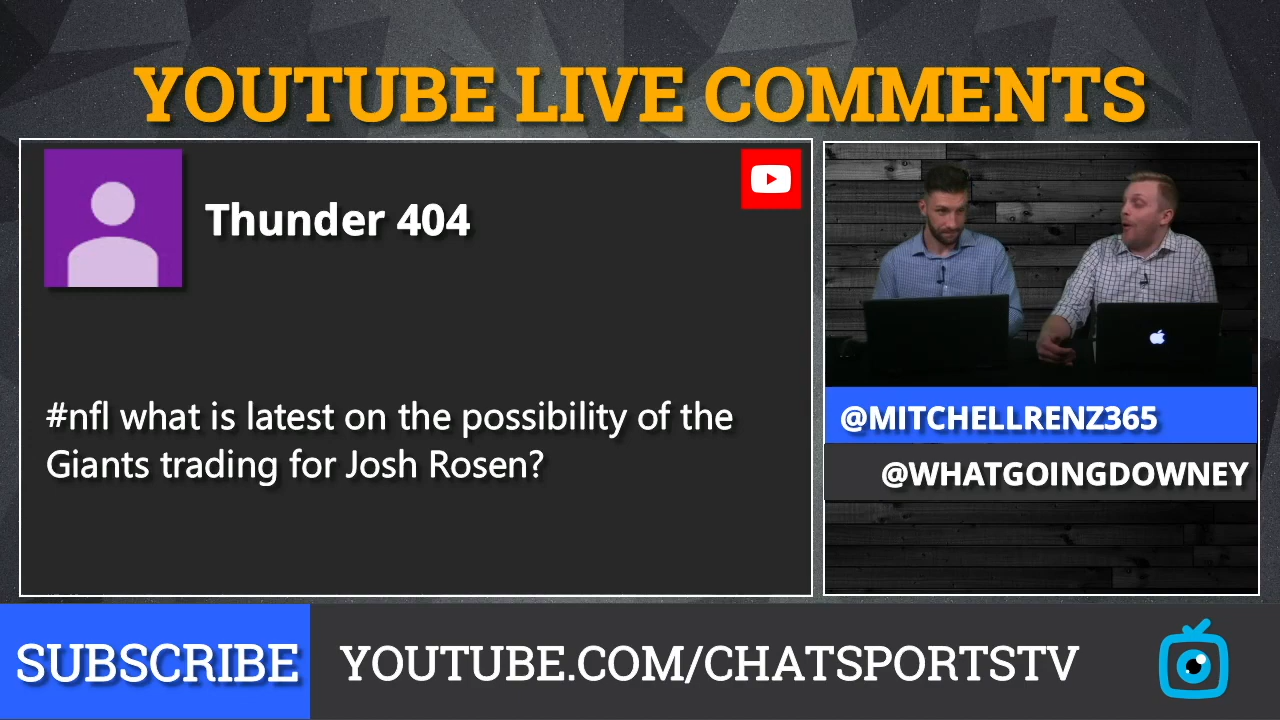 YOUTUBE LIVE COMMENTS
Thunder 404
#nfl what is latest on the possibility of the
Giants trading for Josh Rosen?
@MITCHELLRENZ365
@WHATGOINGDOWNEY
SUBSCRIBE
YOUTUBE.COM/CHATSPORTSTV